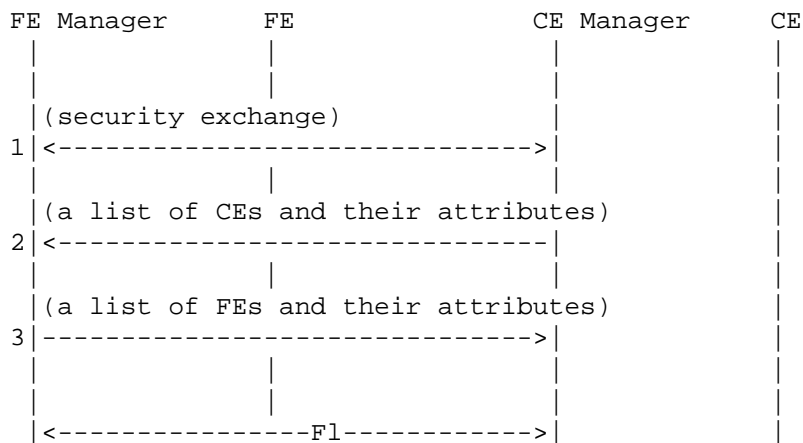 FE Manager FE CE Manager CE
(security exchange)
1|<------------------------------>|
(a list of CEs and their attributes)
2|<-------------------------------|
(a list of FEs and their attributes)
3|------------------------------->|
|<----------------Fl------------->|